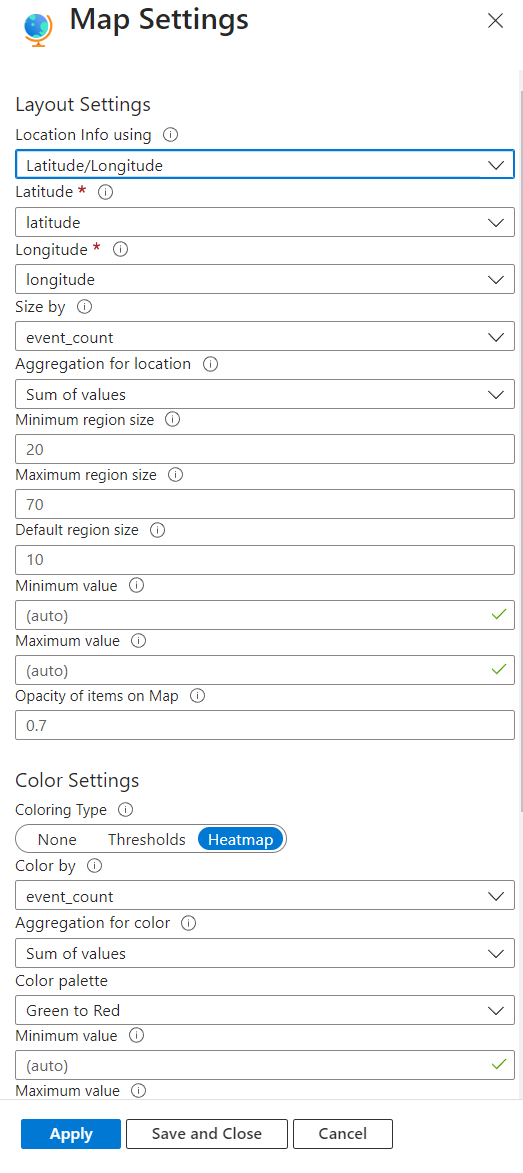 Map Settings
Layout Settings
Location Info using
Latitude/Longitude
Latitude *
latitude
Longitude *
longitude
Size by
event_count
Aggregation for location
Sum of values
Minimum region size
20
Maximum region size
70
Default region size
10
Minimum value
(auto)
Maximum value
(auto)
Opacity of items on Map
0.7
Color Settings
Coloring Type
None Thresholds Heatmap
Color by
event_count
Aggregation for color
Sum of values
Color palette
Green to Red
Minimum value
(auto)
Maximum value
Apply Save and Close Cancel